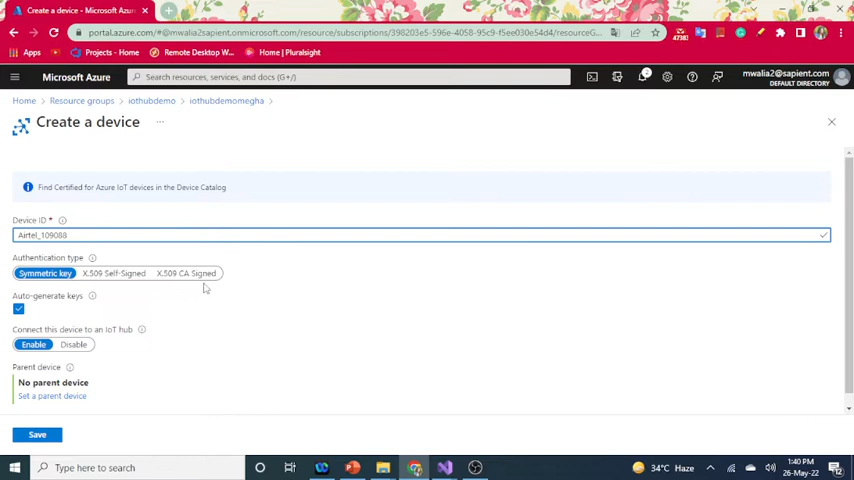 Create a device
portal.azure.com/#@mwalia2sapient.onmicrosoft.com/resource/subscriptions/398203e5-596e-4058-95c9-f5ee030e54d4/resourceG...
Apps
Projects - Home
Remote Desktop W...
Home | Pluralsight
Microsoft Azure
Search resources, services, and docs (G+/)
2
mwalia2@sapient.com
DEFAULT DIRECTORY
Home > Resource groups > iothubdemo > iothubdemomegha >
Create a device ...
Find Certified for Azure IoT devices in the Device Catalog
Device ID *
Airtel_109088
Authentication type
Symmetric key X.509 Self-Signed X.509 CA Signed
Auto-generate keys
Connect this device to an IoT hub
Enable Disable
Parent device
No parent device
Set a parent device
Save
Type here to search
34°C Haze
1:40 PM
26-May-22